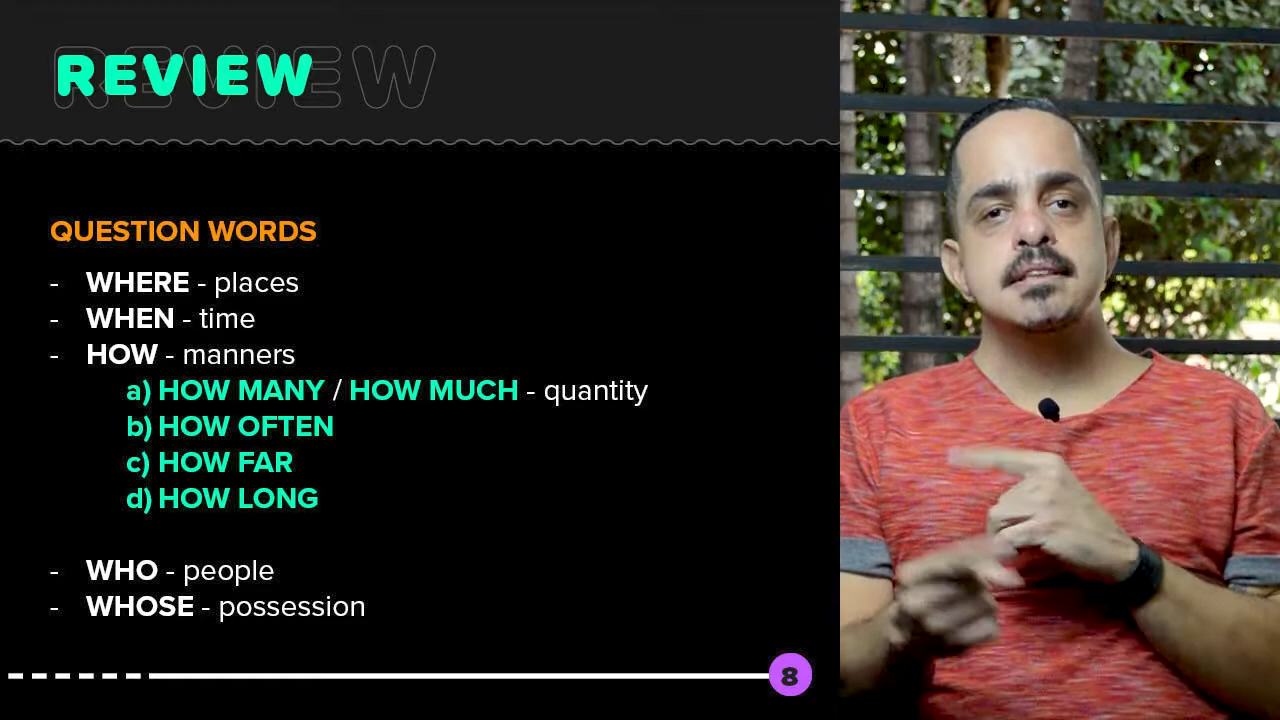 REVIEW
QUESTION WORDS
- WHERE - places
- WHEN - time
- HOW - manners
a) HOW MANY / HOW MUCH - quantity
b) HOW OFTEN
c) HOW FAR
d) HOW LONG
- WHO - people
- WHOSE - possession
8